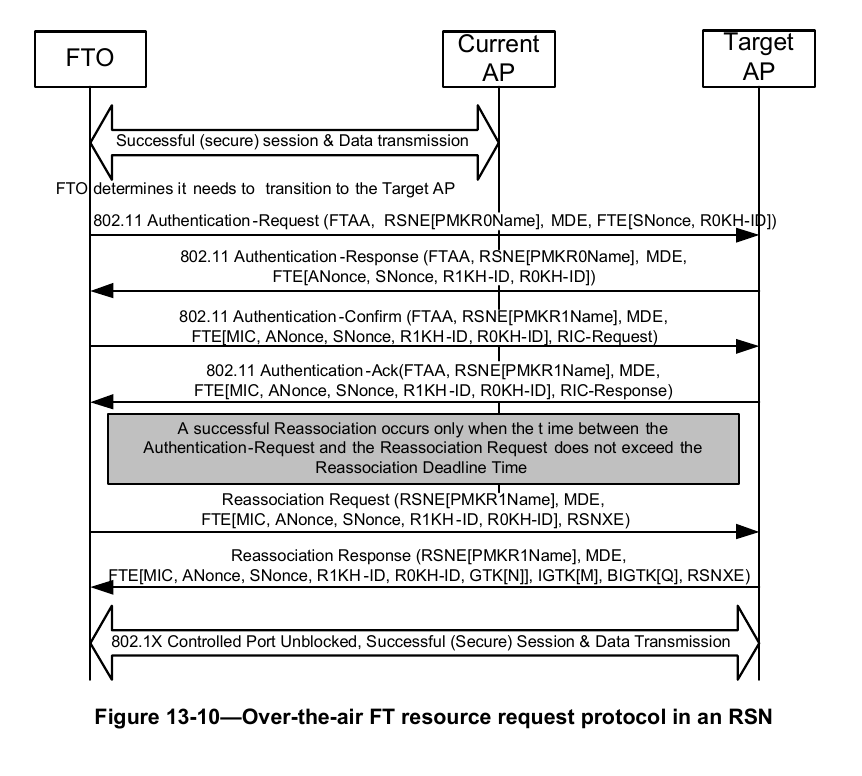 FTO
Current
AP
Target
AP
Successful (secure) session & Data transmission
FTO determines it needs to transition to the Target AP
802.11 Authentication-Request (FTAA, RSNE[PMKR0Name], MDE, FTE[SNonce, R0KH-ID])
802.11 Authentication-Response (FTAA, RSNE[PMKR0Name], MDE,
FTE[ANonce, SNonce, R1KH-ID, R0KH-ID])
802.11 Authentication-Confirm (FTAA, RSNE[PMKR1Name], MDE,
FTE[MIC, ANonce, SNonce, R1KH-ID, R0KH-ID], RIC-Request)
802.11 Authentication-Ack(FTAA, RSNE[PMKR1Name], MDE,
FTE[MIC, ANonce, SNonce, R1KH-ID, R0KH-ID], RIC-Response)
A successful Reassociation occurs only when the t ime between the
Authentication-Request and the Reassociation Request does not exceed the
Reassociation Deadline Time
Reassociation Request (RSNE[PMKR1Name], MDE,
FTE[MIC, ANonce, SNonce, R1KH-ID, R0KH-ID], RSNXE)
Reassociation Response (RSNE[PMKR1Name], MDE,
FTE[MIC, ANonce, SNonce, R1KH-ID, R0KH-ID, GTK[N]], IGTK[M], BIGTK[Q], RSNXE)
802.1X Controlled Port Unblocked, Successful (Secure) Session & Data Transmission
Figure 13-10—Over-the-air FT resource request protocol in an RSN